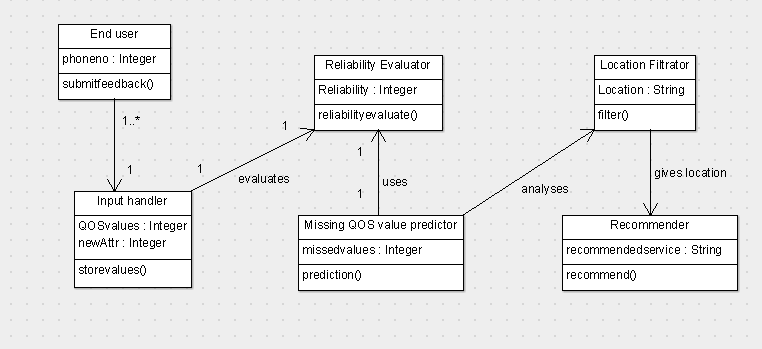 End user
phoneno : Integer
submitfeedback()
1..*
1
Input handler
QOSvalues : Integer
newAttr : Integer
storevalues()
1
evaluates
1
Reliability Evaluator
Reliability : Integer
reliabilityevaluate()
1
uses
1
Missing QOS value predictor
missedvalues : Integer
prediction()
analyses
Location Filtrator
Location : String
filter()
gives location
Recommender
recommendedservice : String
recommend()